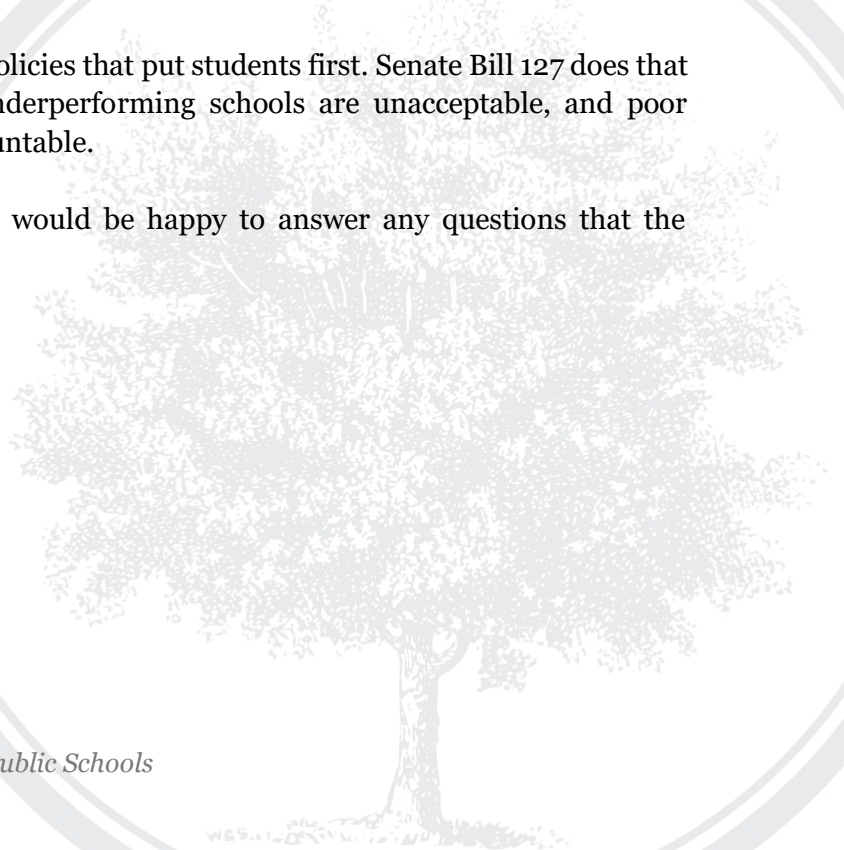 olicies that put students first. Senate Bill 127 does that
nderperforming schools are unacceptable, and poor
untable.
would be happy to answer any questions that the
ublic Schools